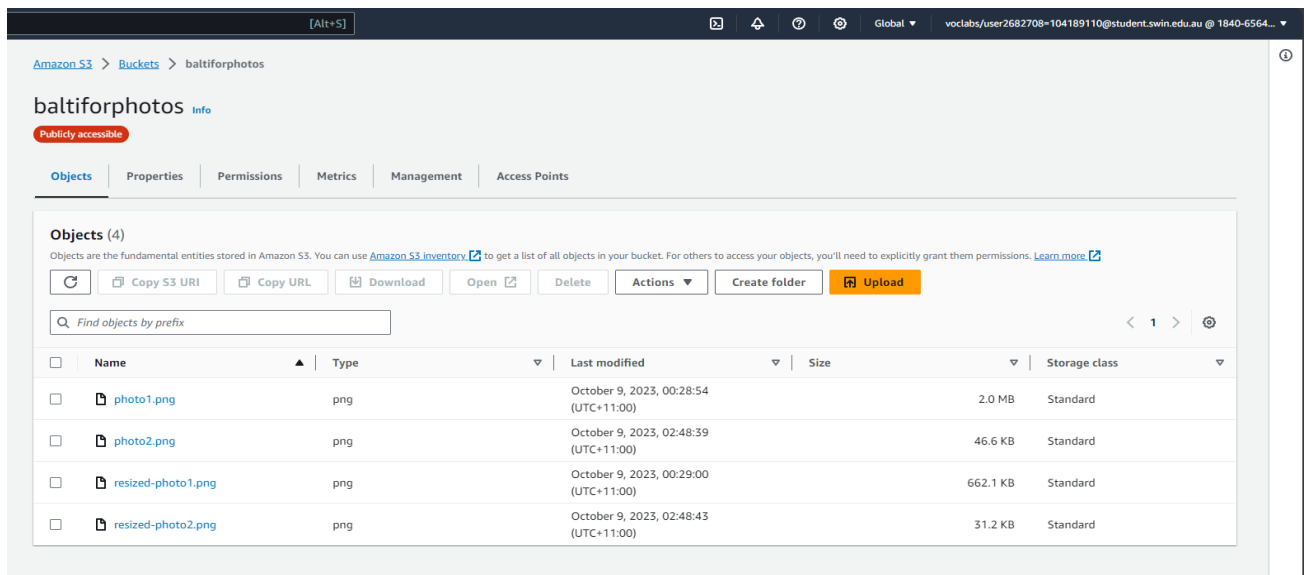 [Alt+S]
Global ▼
voclabs/user2682708=104189110@student.swin.edu.au @ 1840-6564... ▼
Amazon S3 > Buckets > baltiforphotos
baltiforphotos Info
Publicly accessible
Objects Properties Permissions Metrics Management Access Points
Objects (4)
Objects are the fundamental entities stored in Amazon S3. You can use Amazon S3 inventory to get a list of all objects in your bucket. For others to access your objects, you'll need to explicitly grant them permissions. Learn more
Copy S3 URI Copy URL Download Open Delete Actions ▼ Create folder Upload
Find objects by prefix
< 1 >
Name ▲ Type Last modified Size Storage class
photo1.png png October 9, 2023, 00:28:54 2.0 MB Standard
(UTC+11:00)
photo2.png png October 9, 2023, 02:48:39 46.6 KB Standard
(UTC+11:00)
resized-photo1.png png October 9, 2023, 00:29:00 662.1 KB Standard
(UTC+11:00)
resized-photo2.png png October 9, 2023, 02:48:43 31.2 KB Standard
(UTC+11:00)